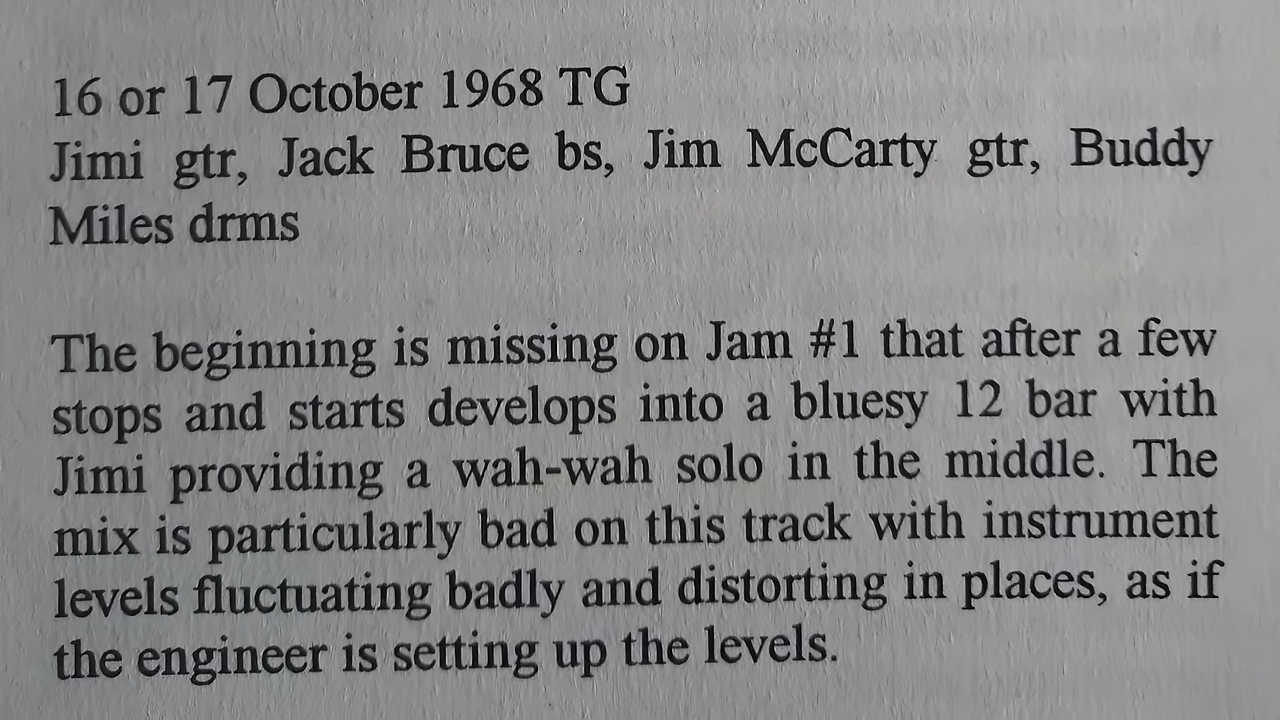 16 or 17 October 1968 TG
Jimi gtr, Jack Bruce bs, Jim McCarty gtr, Buddy
Miles drms
The beginning is missing on Jam #1 that after a few
stops and starts develops into a bluesy 12 bar with
Jimi providing a wah-wah solo in the middle. The
mix is particularly bad on this track with instrument
levels fluctuating badly and distorting in places, as if
the engineer is setting up the levels.